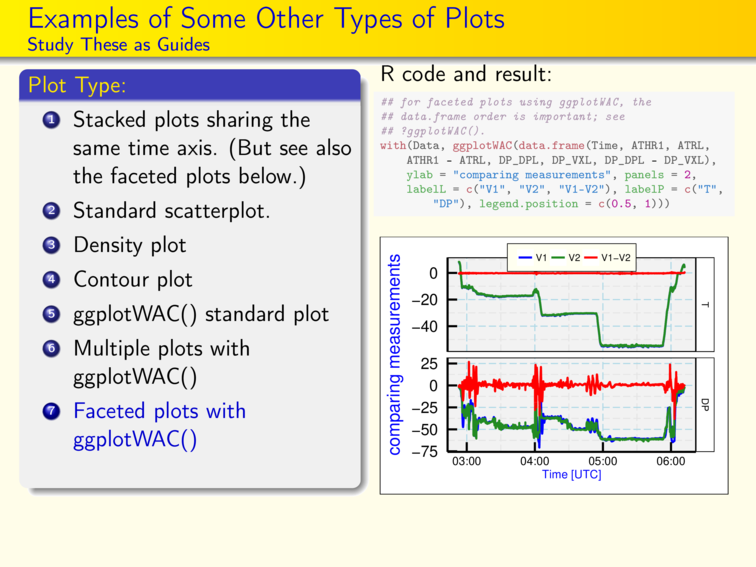 Examples of Some Other Types of Plots
Study These as Guides
Plot Type:
1 Stacked plots sharing the
same time axis. (But see also
the faceted plots below.)
2 Standard scatterplot.
3 Density plot
4 Contour plot
5 ggplotWAC() standard plot
6 Multiple plots with
ggplotWAC()
7 Faceted plots with
ggplotWAC()
R code and result:
## for faceted plots using ggplotWAC, the
## data.frame order is important; see
## ?ggplotWAC().
with(Data, ggplotWAC(data.frame(Time, ATHR1, ATRL,
ATHR1 - ATRL, DP_DPL, DP_VXL, DP_DPL - DP_VXL),
ylab = "comparing measurements", panels = 2,
labelL = c("V1", "V2", "V1-V2"), labelP = c("T",
"DP"), legend.position = c(0.5, 1)))
comparing measurements
V1 V2 V1−V2
0
−20
−40
T
25
0
−25
−50
−75
DP
03:00 04:00 05:00 06:00
Time [UTC]